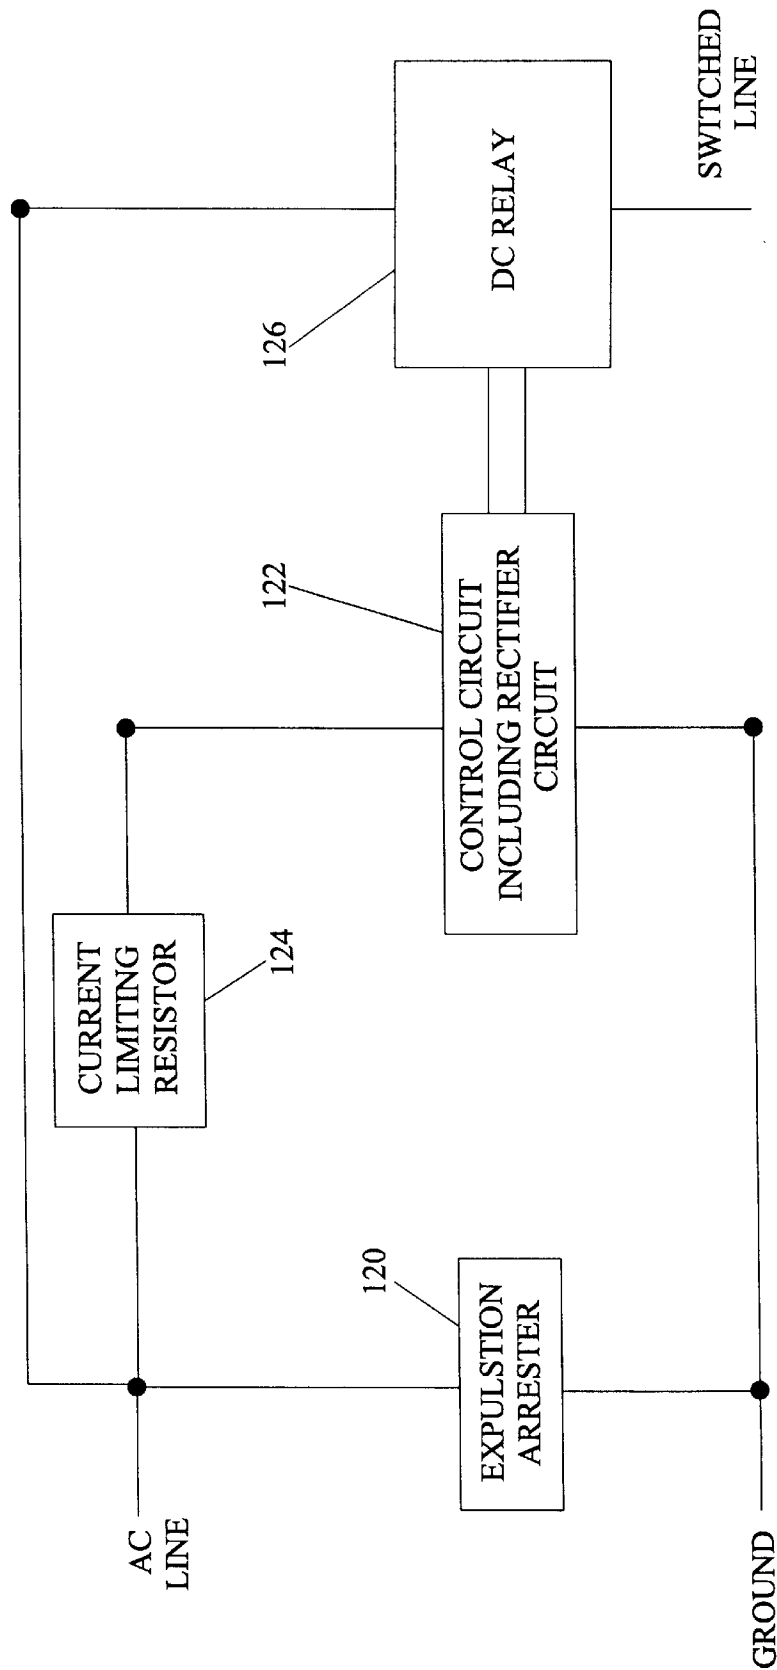 AC
LINE
CURRENT
LIMITING
RESISTOR
124
120
EXPULSTION
ARRESTER
GROUND
122
CONTROL CIRCUIT
INCLUDING RECTIFIER
CIRCUIT
126
DC RELAY
SWITCHED
LINE